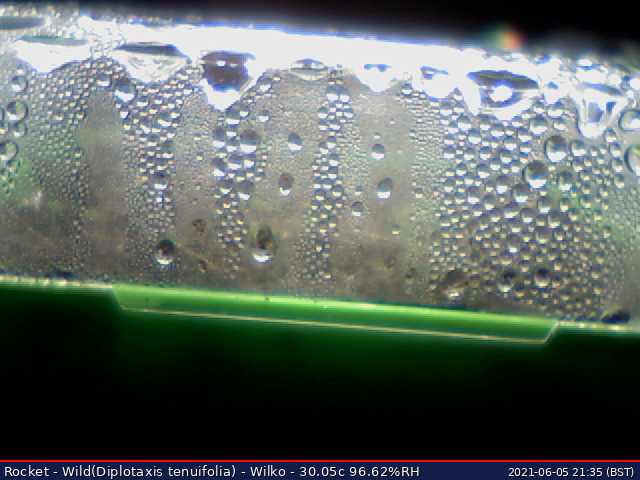 Rocket - Wild(Diplotaxis tenuifolia) - Wilko - 30.05c 96.62%RH
2021-06-05 21:35 (BST)